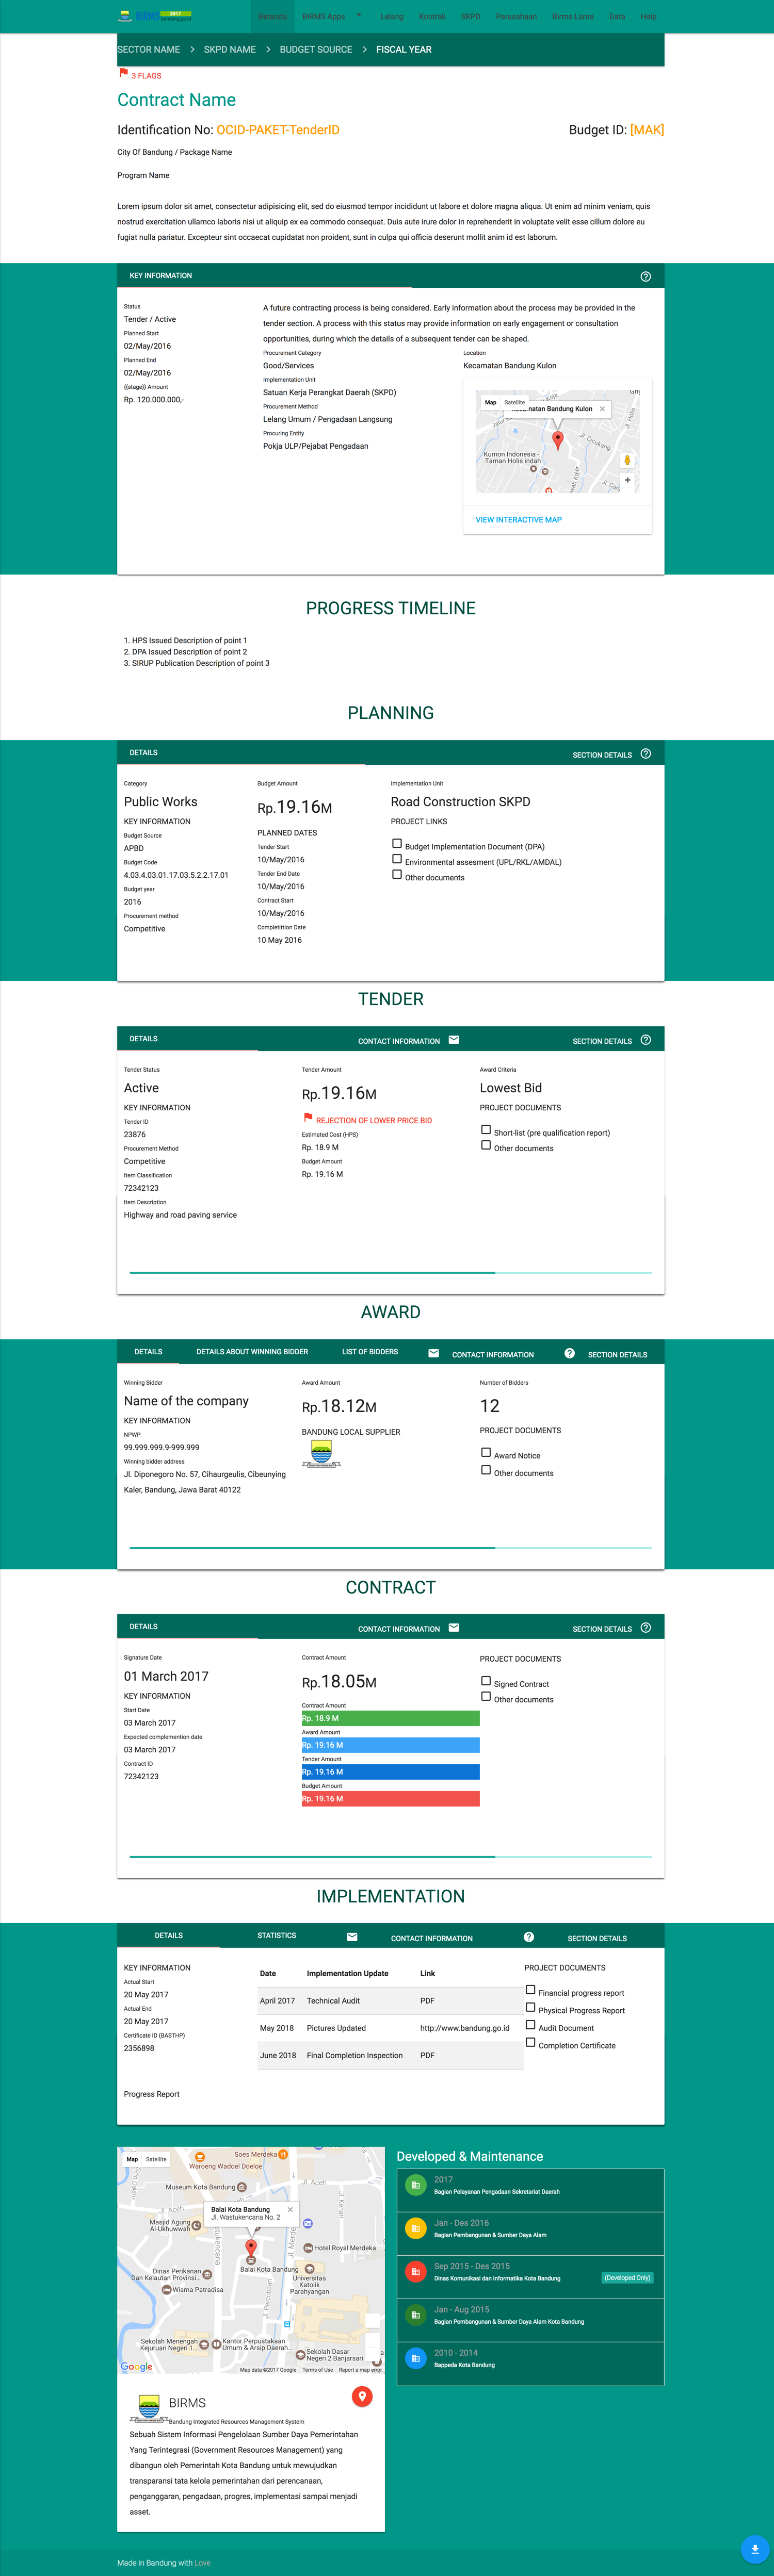 BIRMS 2017
bandung.go.id
Beranda BIRMS Apps Lelang Kontrak SKPD Perusahaan Birms Lama Data Help
SECTOR NAME SKPD NAME BUDGET SOURCE FISCAL YEAR
3 FLAGS
Contract Name
Identification No: OCID-PAKET-TenderID
Budget ID: [MAK]
City Of Bandung / Package Name
Program Name
Lorem ipsum dolor sit amet, consectetur adipisicing elit, sed do eiusmod tempor incididunt ut labore et dolore magna aliqua. Ut enim ad minim veniam, quis
nostrud exercitation ullamco laboris nisi ut aliquip ex ea commodo consequat. Duis aute irure dolor in reprehenderit in voluptate velit esse cillum dolore eu
fugiat nulla pariatur. Excepteur sint occaecat cupidatat non proident, sunt in culpa qui officia deserunt mollit anim id est laborum.
KEY INFORMATION
Status
Tender / Active
Planned Start
02/May/2016
Planned End
02/May/2016
{{stage}} Amount
Rp. 120.000.000,-
A future contracting process is being considered. Early information about the process may be provided in the
tender section. A process with this status may provide information on early engagement or consultation
opportunities, during which the details of a subsequent tender can be shaped.
Procurement Category
Good/Services
Implementation Unit
Satuan Kerja Perangkat Daerah (SKPD)
Procurement Method
Lelang Umum / Pengadaan Langsung
Procuring Entity
Pokja ULP/Pejabat Pengadaan
Location
Kecamatan Bandung Kulon
Map Satellite
Kecamatan Bandung Kulon
Jl. Cicukang
Kumon Indonesia -
Taman Holis indah
VIEW INTERACTIVE MAP
PROGRESS TIMELINE
1. HPS Issued Description of point 1
2. DPA Issued Description of point 2
3. SIRUP Publication Description of point 3
PLANNING
DETAILS
SECTION DETAILS
Category
Public Works
KEY INFORMATION
Budget Source
APBD
Budget Code
4.03.4.03.01.17.03.5.2.2.17.01
Budget year
2016
Procurement method
Competitive
Budget Amount
Rp.19.16M
PLANNED DATES
Tender Start
10/May/2016
Tender End Date
10/May/2016
Contract Start
10/May/2016
Completittion Date
10 May 2016
Implementation Unit
Road Construction SKPD
PROJECT LINKS
Budget Implementation Document (DPA)
Environmental assesment (UPL/RKL/AMDAL)
Other documents
TENDER
DETAILS
CONTACT INFORMATION
SECTION DETAILS
Tender Status
Active
KEY INFORMATION
Tender ID
23876
Procurement Method
Competitive
Item Classification
72342123
Item Description
Highway and road paving service
Tender Amount
Rp.19.16M
REJECTION OF LOWER PRICE BID
Estimated Cost (HPS)
Rp. 18.9 M
Budget Amount
Rp. 19.16 M
Award Criteria
Lowest Bid
PROJECT DOCUMENTS
Short-list (pre qualification report)
Other documents
AWARD
DETAILS
DETAILS ABOUT WINNING BIDDER
LIST OF BIDDERS
CONTACT INFORMATION
SECTION DETAILS
Winning Bidder
Name of the company
KEY INFORMATION
NPWP
99.999.999.9-999.999
Winning bidder address
Jl. Diponegoro No. 57, Cihaurgeulis, Cibeunying
Kaler, Bandung, Jawa Barat 40122
Award Amount
Rp.18.12M
BANDUNG LOCAL SUPPLIER
Number of Bidders
12
PROJECT DOCUMENTS
Award Notice
Other documents
CONTRACT
DETAILS
CONTACT INFORMATION
SECTION DETAILS
Signature Date
01 March 2017
KEY INFORMATION
Start Date
03 March 2017
Expected complemention date
03 March 2017
Contract ID
72342123
Contract Amount
Rp.18.05M
Contract Amount
Rp. 18.9 M
Award Amount
Rp. 19.16 M
Tender Amount
Rp. 19.16 M
Budget Amount
Rp. 19.16 M
PROJECT DOCUMENTS
Signed Contract
Other documents
IMPLEMENTATION
DETAILS
STATISTICS
CONTACT INFORMATION
SECTION DETAILS
KEY INFORMATION
Actual Start
20 May 2017
Actual End
20 May 2017
Certificate ID (BASTHP)
2356898
Progress Report
Date Implementation Update Link
April 2017 Technical Audit PDF
May 2018 Pictures Updated http://www.bandung.go.id
June 2018 Final Completion Inspection PDF
PROJECT DOCUMENTS
Financial progress report
Physical Progress Report
Audit Document
Completion Certificate
Map Satellite
Soes Merdeka
Waroeng Wadoel Doeloe
Museum Kota Bandung
Balai Kota Bandung
Jl. Wastukencana No. 2
Masjid Agung
Al-Ukhuwwah
Hotel Royal Merdeka
Balai Kota Bandung
Dinas Perikanan
Dan Kelautan Provinsi...
Universitas
Katolik
Parahyangan
Wisma Patradisa
Sekolah Menengah
Kejuruan Negeri 1...
Kantor Perpustakaan
Umum & Arsip Daerah...
Sekolah Dasar
Negeri 2 Banjarsari
Google
Map data ©2017 Google Terms of Use Report a map error
BIRMS
Bandung Integrated Resources Management System
Sebuah Sistem Informasi Pengelolaan Sumber Daya Pemerintahan
Yang Terintegrasi (Government Resources Management) yang
dibangun oleh Pemerintah Kota Bandung untuk mewujudkan
transparansi tata kelola pemerintahan dari perencanaan,
penganggaran, pengadaan, progres, implementasi sampai menjadi
asset.
Developed & Maintenance
2017
Bagian Pelayanan Pengadaan Sekretariat Daerah
Jan - Des 2016
Bagian Pembangunan & Sumber Daya Alam
Sep 2015 - Des 2015
Dinas Komunikasi dan Informatika Kota Bandung
(Developed Only)
Jan - Aug 2015
Bagian Pembangunan & Sumber Daya Alam Kota Bandung
2010 - 2014
Bappeda Kota Bandung
Made in Bandung with Love